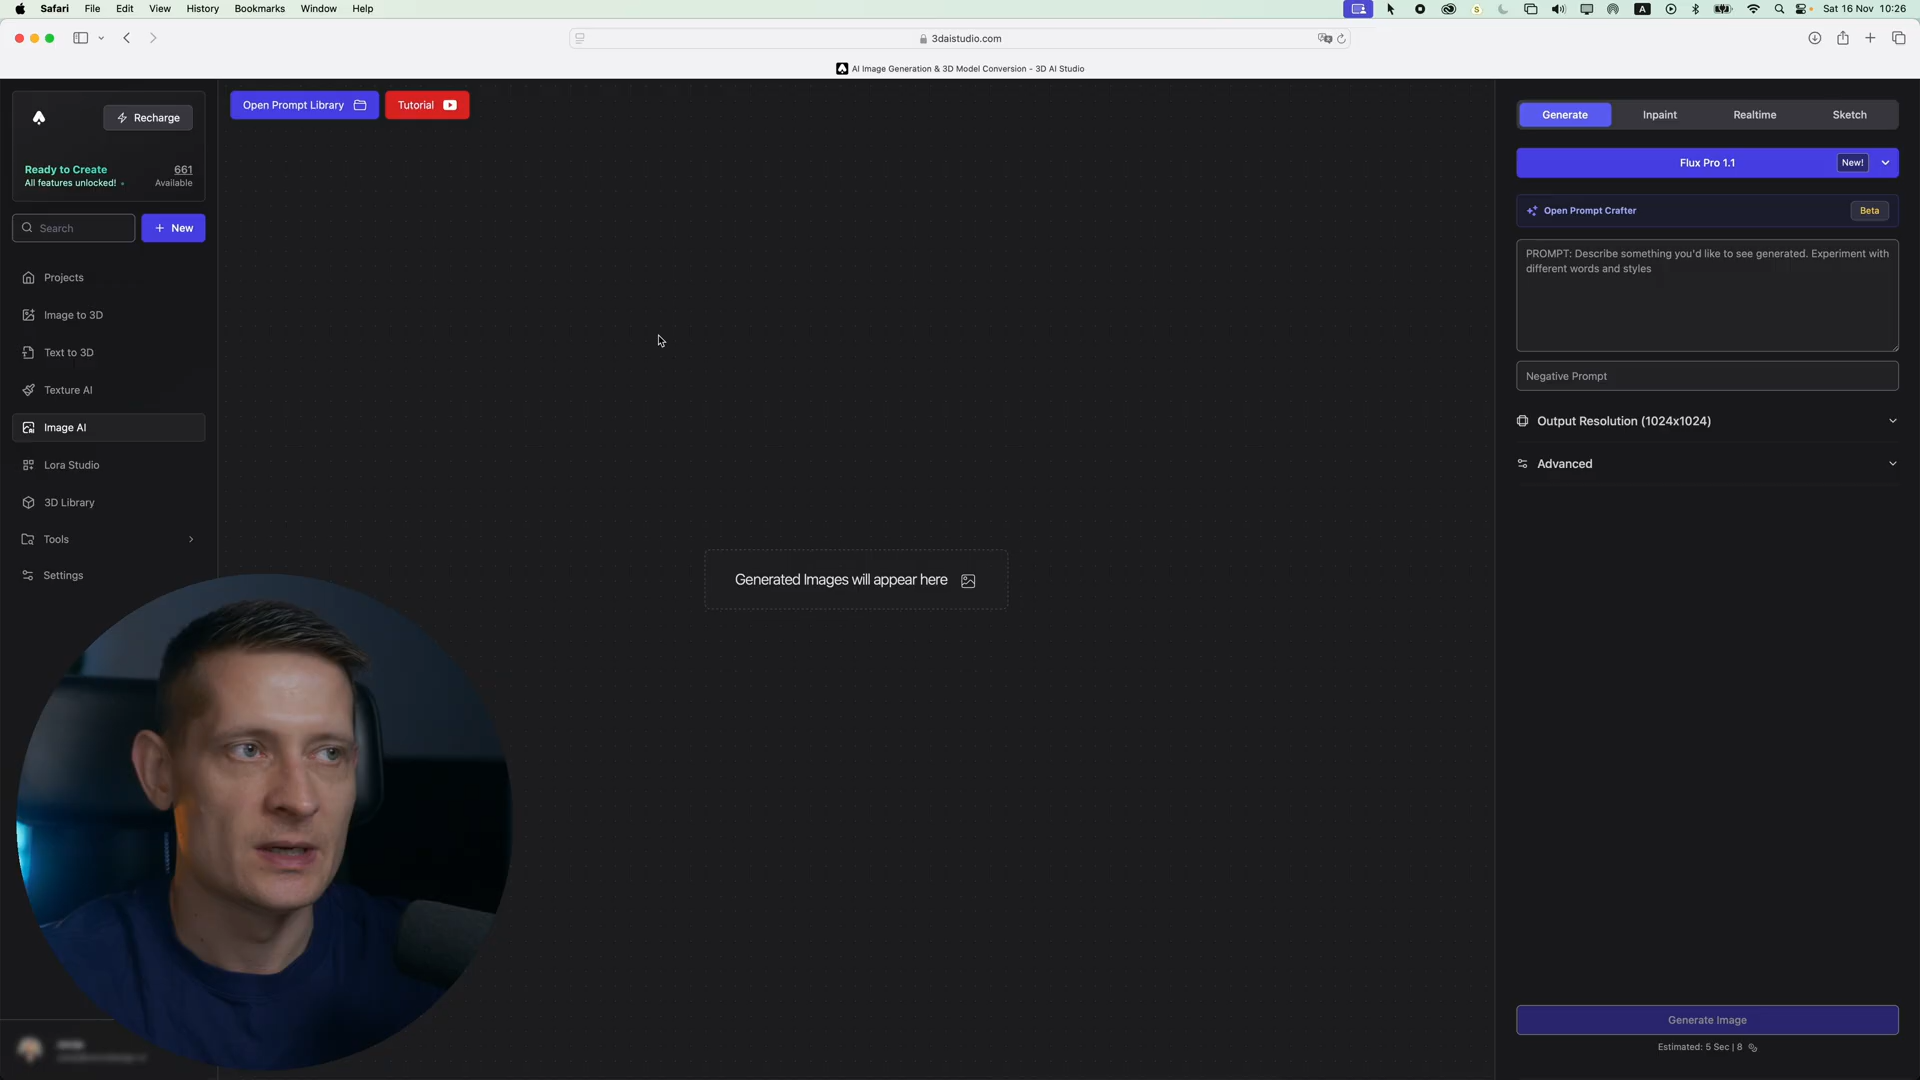 Safari File Edit View History Bookmarks Window Help
S
A
Sat 16 Nov 10:26
3daistudio.com
AI Image Generation & 3D Model Conversion - 3D AI Studio
Recharge
Ready to Create 661
All features unlocked! Available
Search
+ New
Projects
Image to 3D
Text to 3D
Texture AI
Image AI
Lora Studio
3D Library
Tools
Settings
Open Prompt Library
Tutorial
Generated Images will appear here
Generate Inpaint Realtime Sketch
Flux Pro 1.1 New!
Open Prompt Crafter Beta
PROMPT: Describe something you'd like to see generated. Experiment with
different words and styles
Negative Prompt
Output Resolution (1024x1024)
Advanced
Generate Image
Estimated: 5 Sec | 8